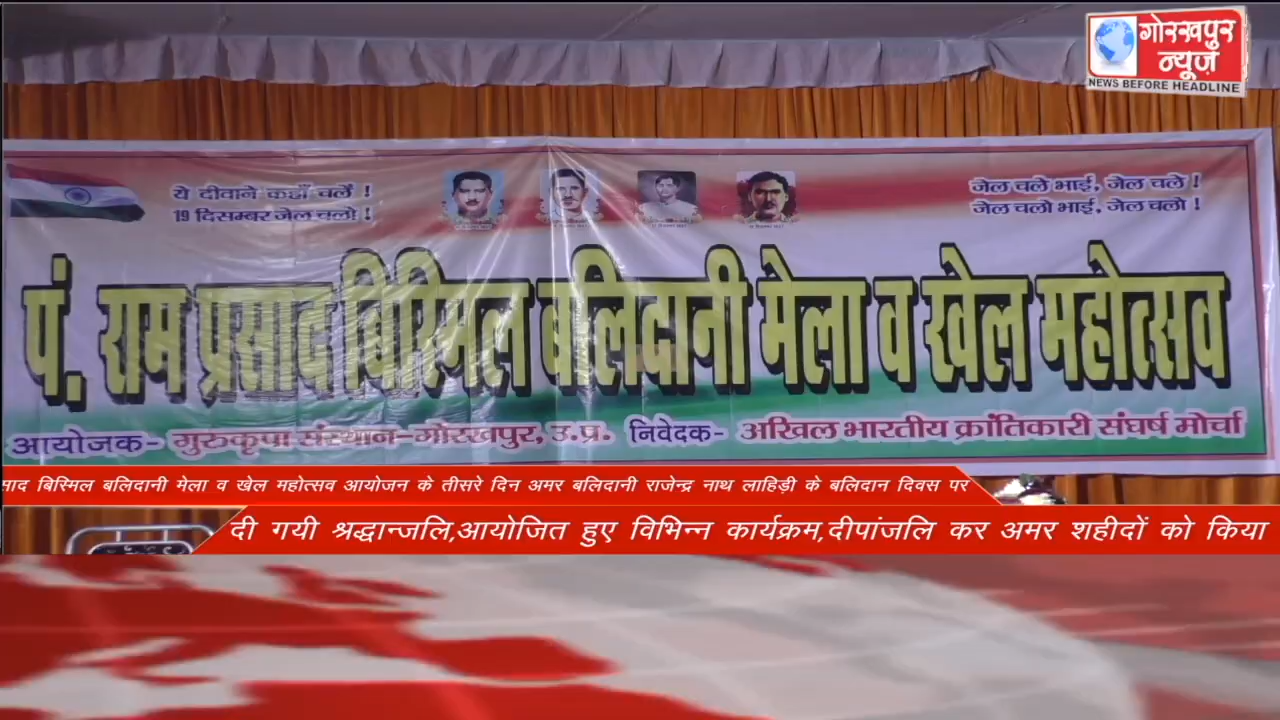 गोरखपुर
न्यूज़
NEWS BEFORE HEADLINE
ये दीवाने कहाँ चलें !
19 दिसम्बर जेल चलो !
जेल चले भाई, जेल चले !
जेल चलो भाई, जेल चलो !
पं. राम प्रसाद बिस्मिल बलिदानी मेला व खेल महोत्सव
आयोजक- गुरुकृपा संस्थान-गोरखपुर, उ.प्र. निवेदक- अखिल भारतीय क्रांतिकारी संघर्ष मोर्चा
साद बिस्मिल बलिदानी मेला व खेल महोत्सव आयोजन के तीसरे दिन अमर बलिदानी राजेन्द्र नाथ लाहिड़ी के बलिदान दिवस पर
दी गयी श्रद्धान्जलि,आयोजित हुए विभिन्न कार्यक्रम,दीपांजलि कर अमर शहीदों को किया